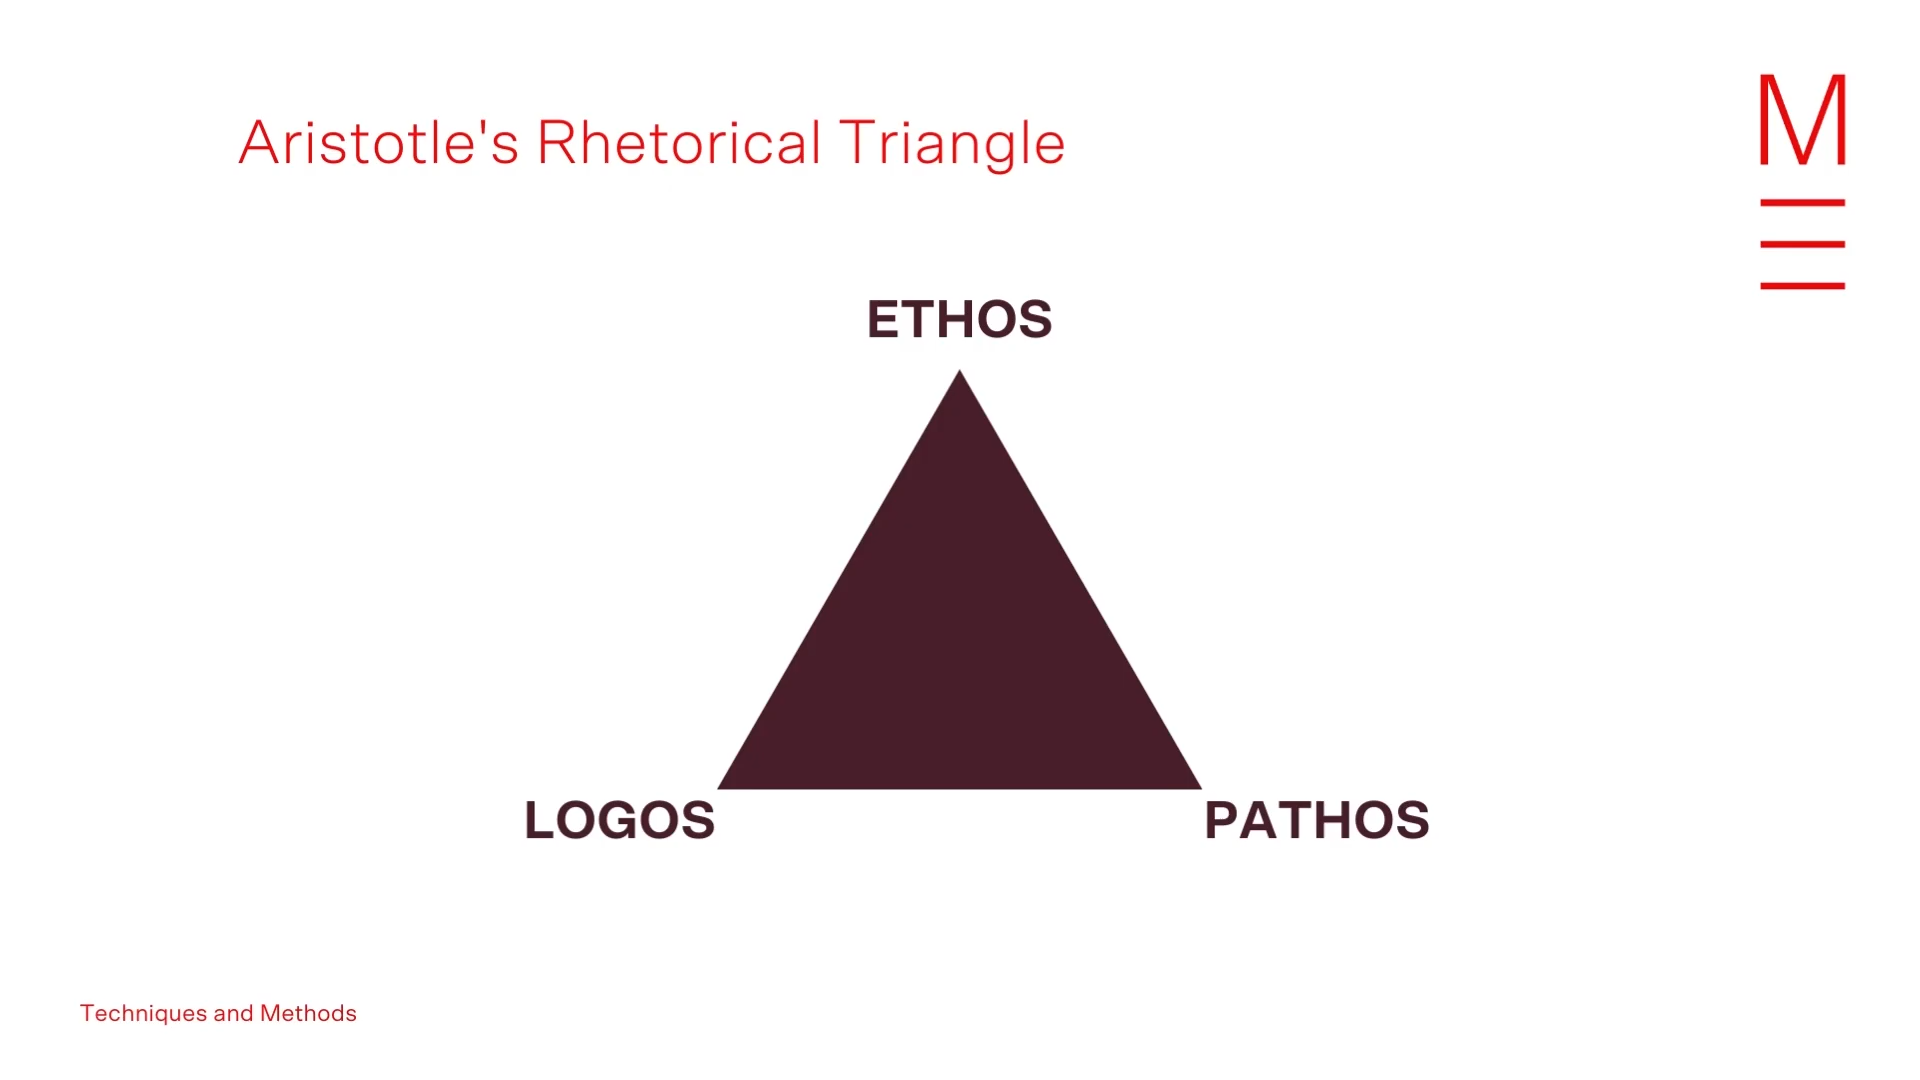 Aristotle's Rhetorical Triangle
M
ETHOS
LOGOS
PATHOS
Techniques and Methods